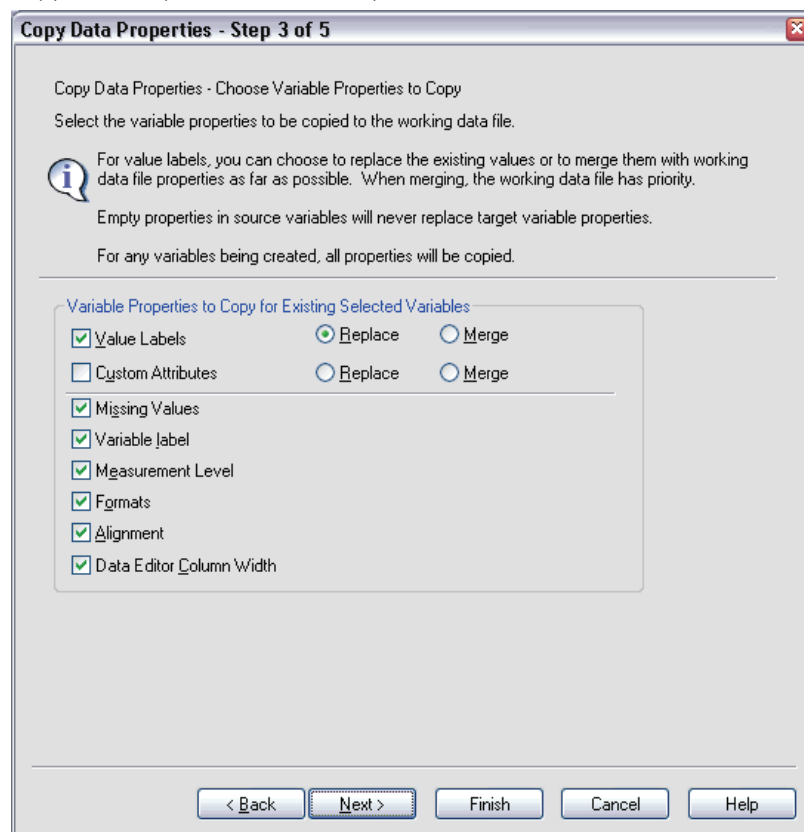 Copy Data Properties - Step 3 of 5
Copy Data Properties - Choose Variable Properties to Copy
Select the variable properties to be copied to the working data file.
For value labels, you can choose to replace the existing values or to merge them with working
data file properties as far as possible. When merging, the working data file has priority.
Empty properties in source variables will never replace target variable properties.
For any variables being created, all properties will be copied.
Variable Properties to Copy for Existing Selected Variables
Value Labels Replace Merge
Custom Attributes Replace Merge
Missing Values
Variable label
Measurement Level
Formats
Alignment
Data Editor Column Width
< Back Next > Finish Cancel Help